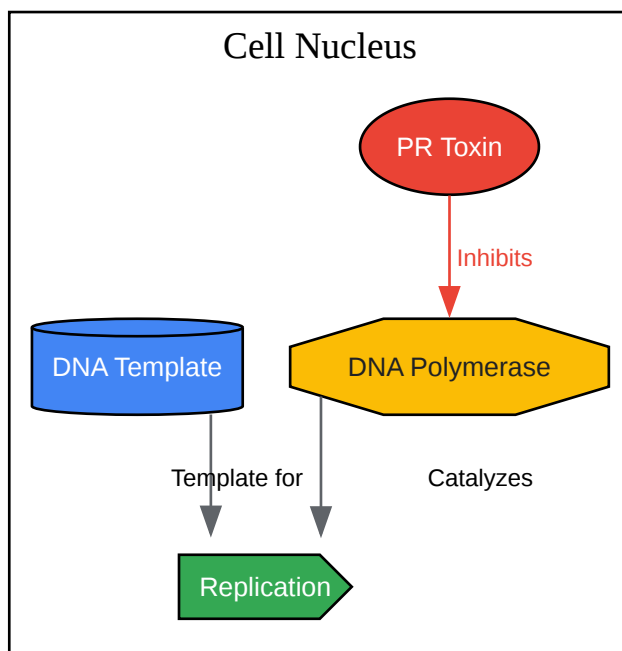 Cell Nucleus
PR Toxin
Inhibits
DNA Template
DNA Polymerase
Template for
Catalyzes
Replication